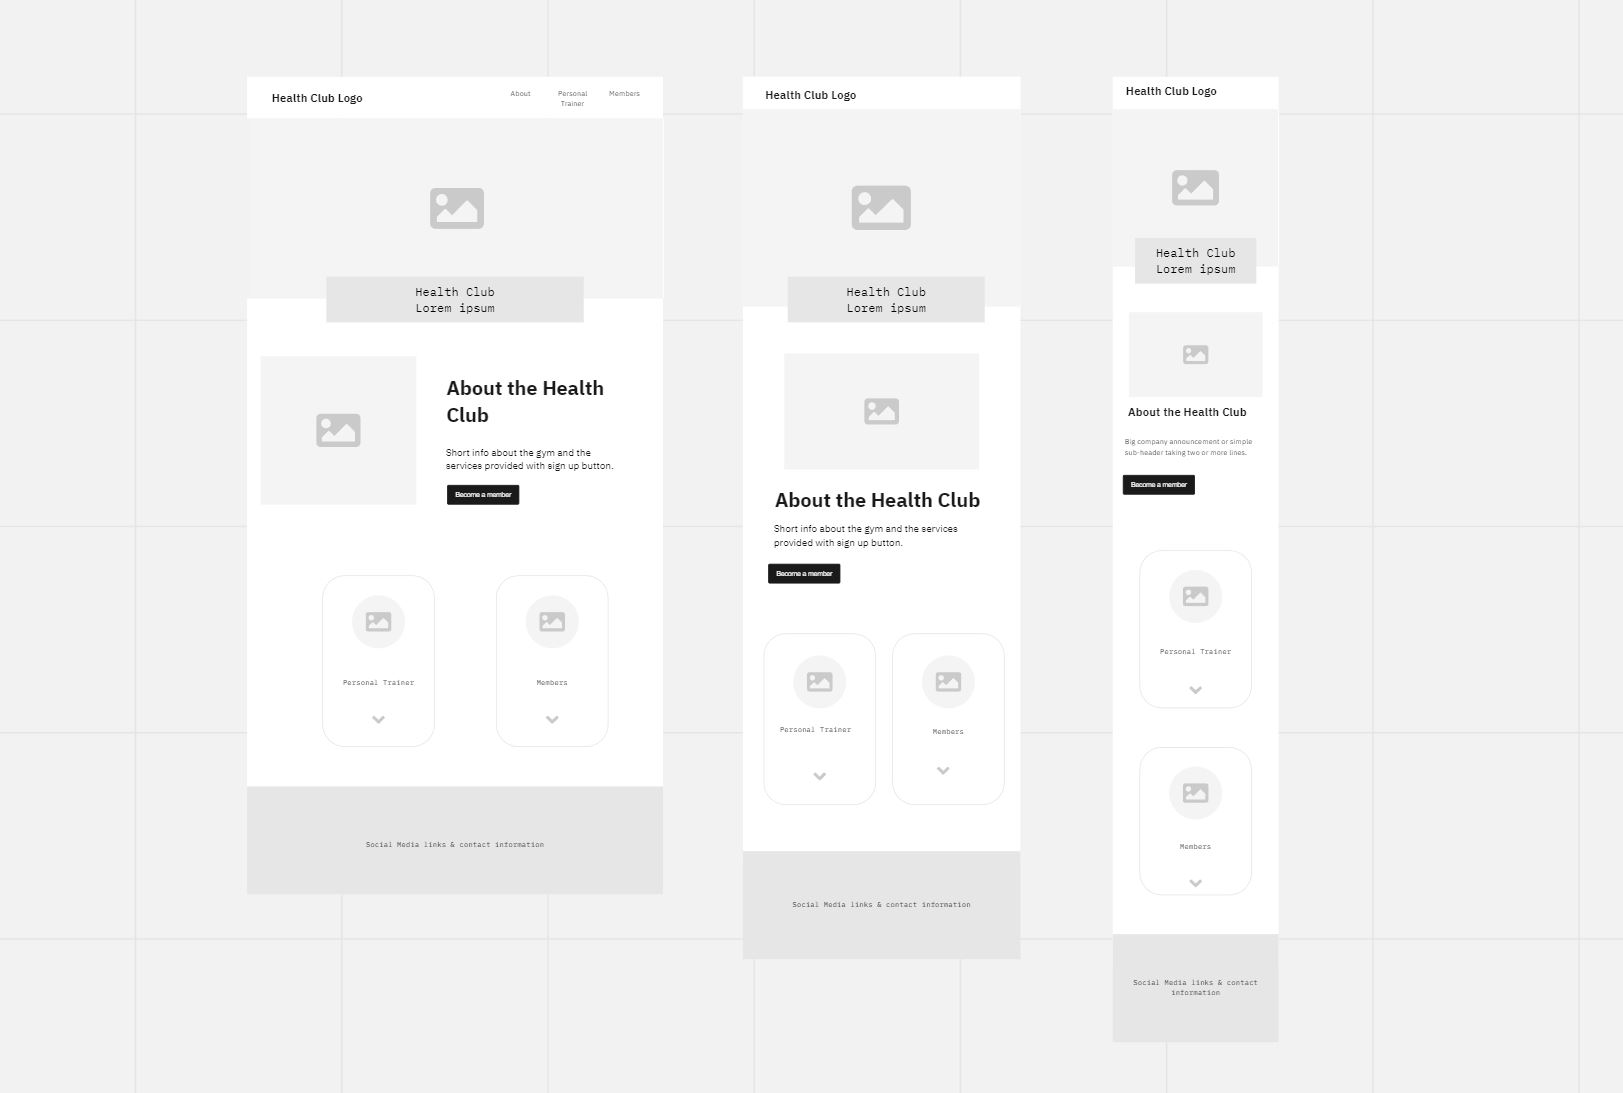 Health Club Logo
About
Personal
Trainer
Members
Health Club
Lorem ipsum
About the Health
Club
Short info about the gym and the
services provided with sign up button.
Become a member
Personal Trainer
Members
Social Media links & contact information
Health Club Logo
Health Club
Lorem ipsum
About the Health Club
Short info about the gym and the services
provided with sign up button.
Become a member
Personal Trainer
Members
Social Media links & contact information
Health Club Logo
Health Club
Lorem ipsum
About the Health Club
Big company announcement or simple
sub-header taking two or more lines.
Become a member
Personal Trainer
Members
Social Media links & contact
information